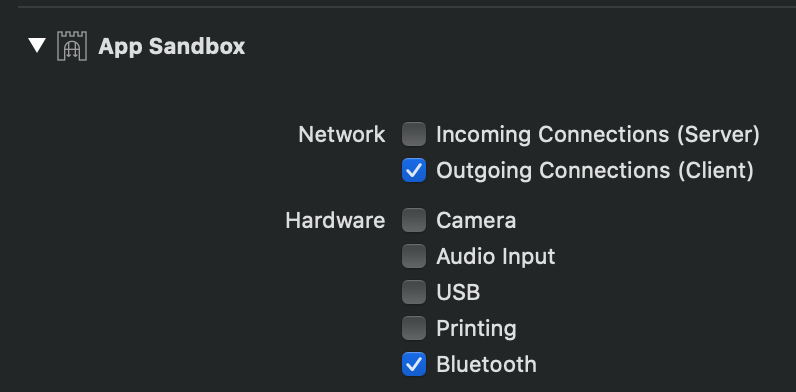 App Sandbox
Network Incoming Connections (Server)
Outgoing Connections (Client)
Hardware Camera
Audio Input
USB
Printing
Bluetooth